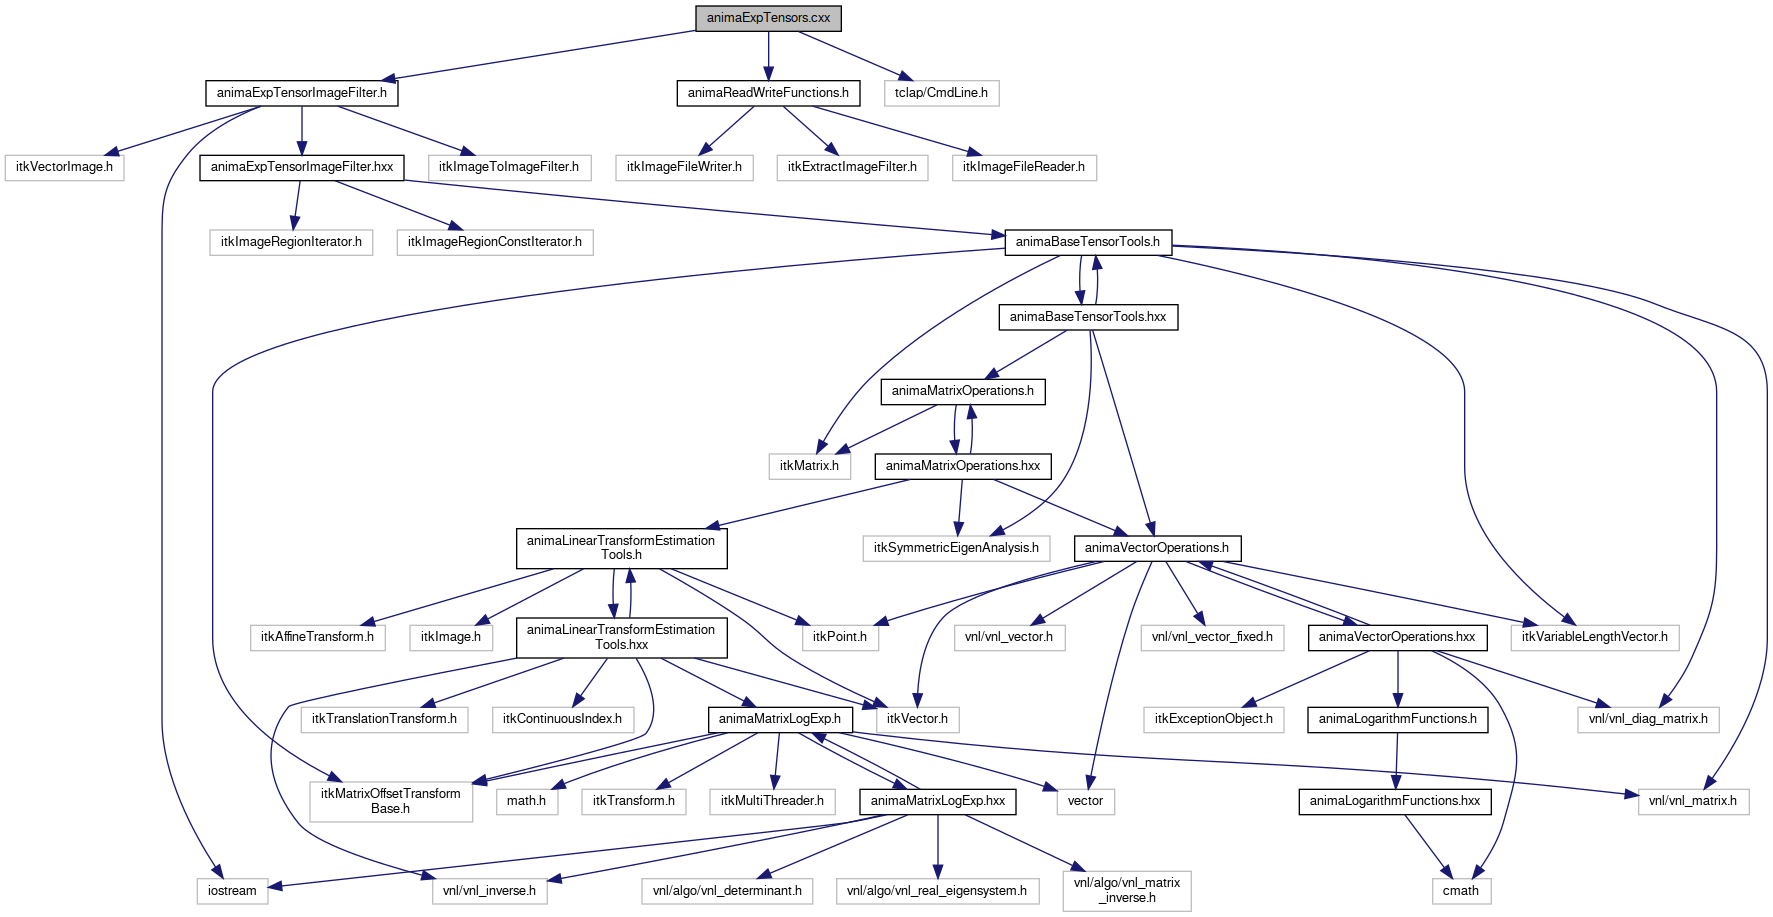 animaExpTensors.cxx
animaExpTensorImageFilter.h
animaReadWriteFunctions.h
tclap/CmdLine.h
itkVectorImage.h
animaExpTensorImageFilter.hxx
itkImageToImageFilter.h
itkImageFileWriter.h
itkExtractImageFilter.h
itkImageFileReader.h
itkImageRegionIterator.h
itkImageRegionConstIterator.h
animaBaseTensorTools.h
animaBaseTensorTools.hxx
animaMatrixOperations.h
itkMatrix.h
animaMatrixOperations.hxx
animaLinearTransformEstimation
Tools.h
itkSymmetricEigenAnalysis.h
animaVectorOperations.h
itkAffineTransform.h
itkImage.h
animaLinearTransformEstimation
Tools.hxx
itkPoint.h
vnl/vnl_vector.h
vnl/vnl_vector_fixed.h
animaVectorOperations.hxx
itkVariableLengthVector.h
itkTranslationTransform.h
itkContinuousIndex.h
animaMatrixLogExp.h
itkVector.h
itkExceptionObject.h
animaLogarithmFunctions.h
vnl/vnl_diag_matrix.h
itkMatrixOffsetTransform
Base.h
math.h
itkTransform.h
itkMultiThreader.h
animaMatrixLogExp.hxx
vector
animaLogarithmFunctions.hxx
vnl/vnl_matrix.h
iostream
vnl/vnl_inverse.h
vnl/algo/vnl_determinant.h
vnl/algo/vnl_real_eigensystem.h
vnl/algo/vnl_matrix
_inverse.h
cmath